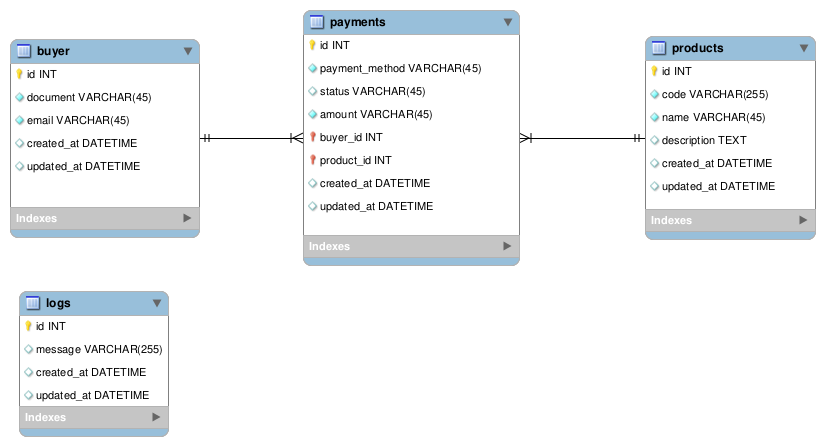 buyer
id INT
document VARCHAR(45)
email VARCHAR(45)
created_at DATETIME
updated_at DATETIME
Indexes
payments
id INT
payment_method VARCHAR(45)
status VARCHAR(45)
amount VARCHAR(45)
buyer_id INT
product_id INT
created_at DATETIME
updated_at DATETIME
Indexes
products
id INT
code VARCHAR(255)
name VARCHAR(45)
description TEXT
created_at DATETIME
updated_at DATETIME
Indexes
logs
id INT
message VARCHAR(255)
created_at DATETIME
updated_at DATETIME
Indexes